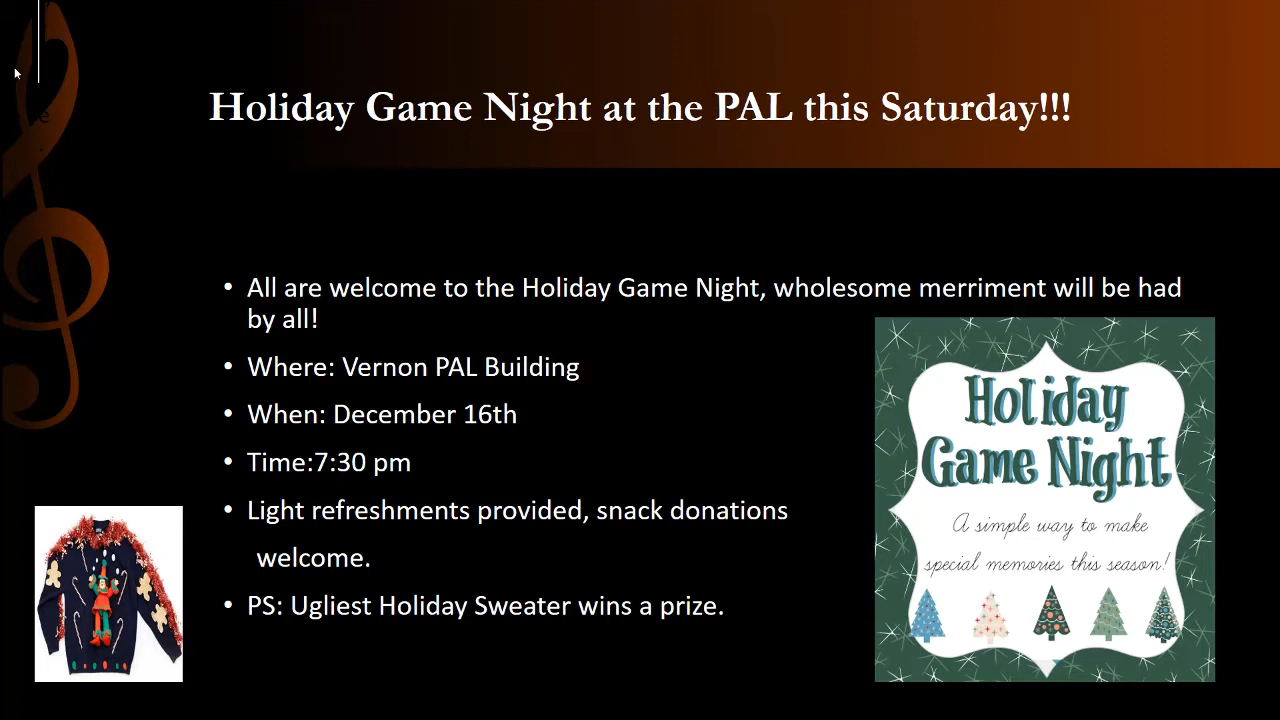 Holiday Game Night at the PAL this Saturday!!!
• All are welcome to the Holiday Game Night, wholesome merriment will be had
by all!
• Where: Vernon PAL Building
• When: December 16th
• Time:7:30 pm
• Light refreshments provided, snack donations
welcome.
• PS: Ugliest Holiday Sweater wins a prize.
Holiday
Game Night
A simple way to make
special memories this season!